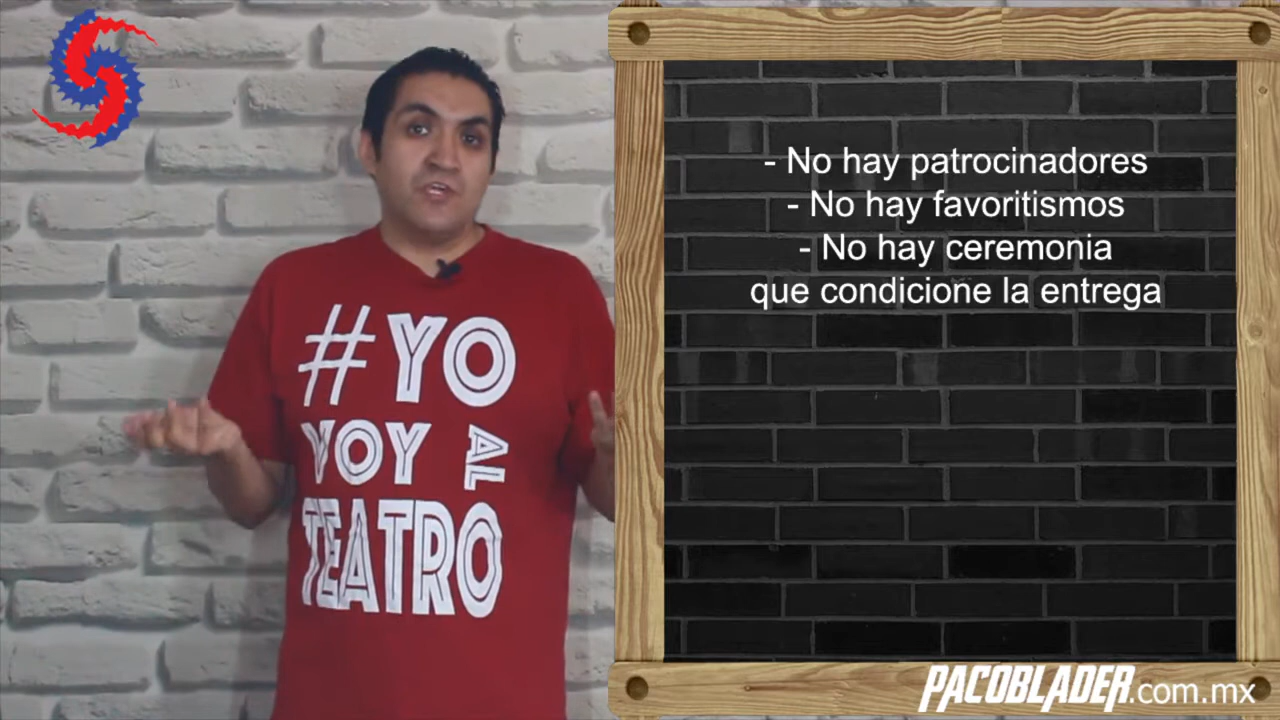 #YO
VOY AL
TEATRO
- No hay patrocinadores
- No hay favoritismos
- No hay ceremonia
que condicione la entrega
PACOBLADER.com.mx